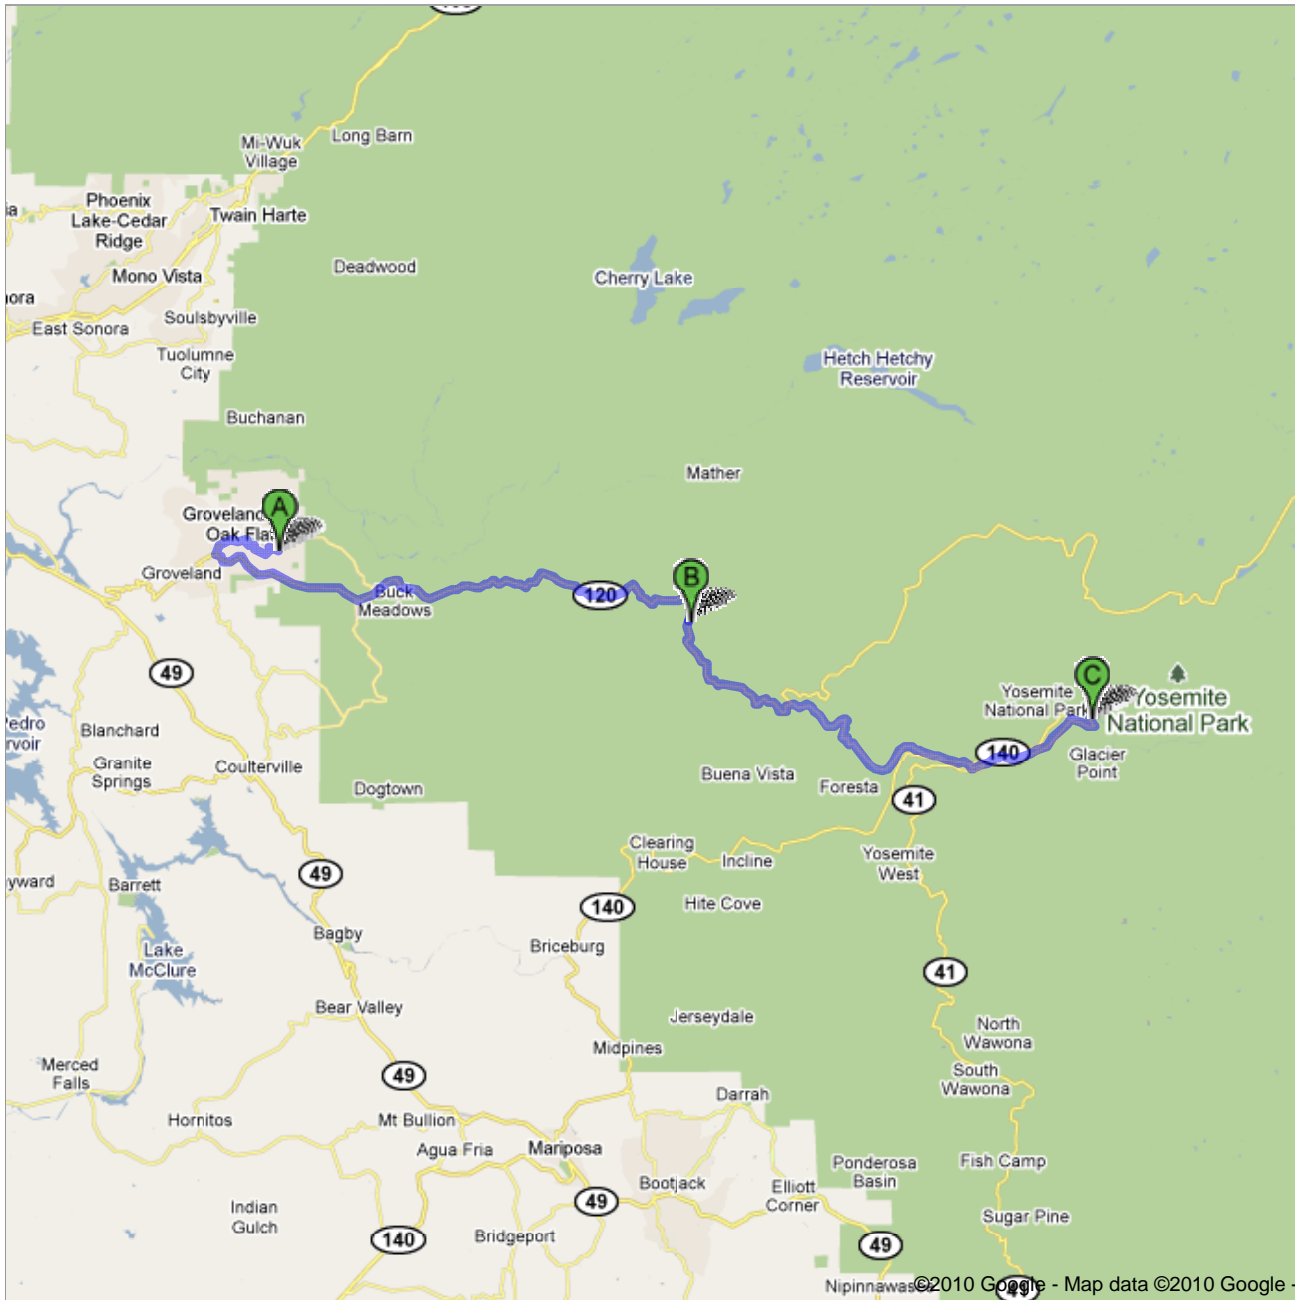 Mi-Wuk
Village
Long Barn
Phoenix
Lake-Cedar
Ridge
Twain Harte
Mono Vista
Deadwood
Cherry Lake
East Sonora
Soulsbyville
Tuolumne
City
Hetch Hetchy
Reservoir
Buchanan
Mather
A
Groveland
Oak Flat
Groveland
Buck
Meadows
120
B
49
C
Yosemite
National Park
Yosemite
National Park
140
Glacier
Point
Blanchard
Granite
Springs
Coulterville
Dogtown
Buena Vista
Foresta
41
Clearing
House
Incline
Yosemite
West
Barrett
49
140
Hite Cove
Bagby
Briceburg
Lake
McClure
41
Bear Valley
Jerseydale
North
Wawona
Midpines
South
Wawona
Merced
Falls
49
Darrah
Hornitos
Mt Bullion
Agua Fria
Mariposa
Fish Camp
Ponderosa
Basin
Bootjack
Elliott
Corner
49
Indian
Gulch
Sugar Pine
140
Bridgeport
49
©2010 Google - Map data ©2010 Google -